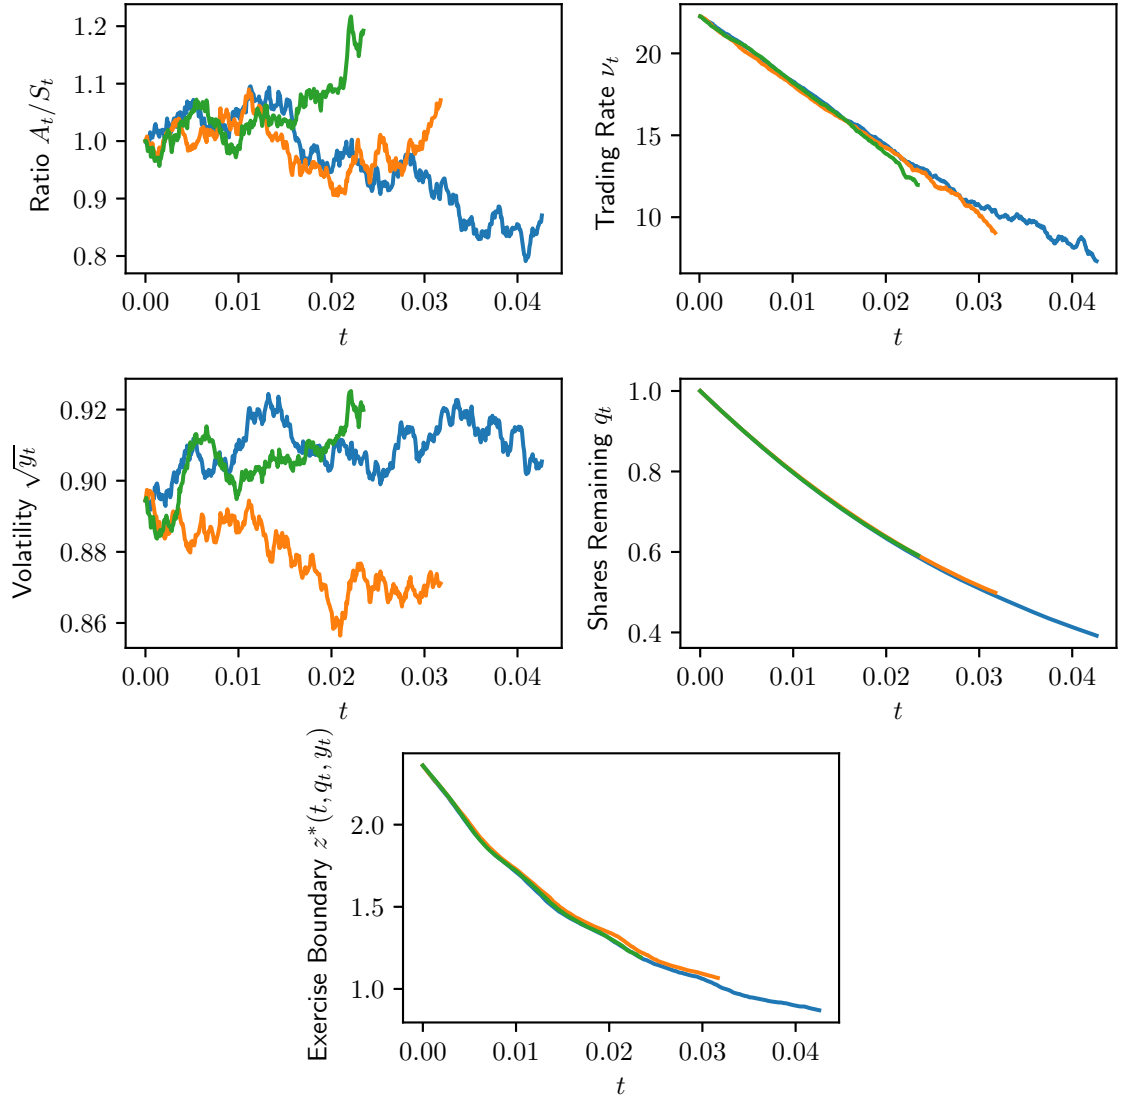 Ratio $A_t/S_t$
1.2
1.1
1.0
0.9
0.8
0.00 0.01 0.02 0.03 0.04
$t$
Trading Rate $\nu_t$
20
15
10
0.00 0.01 0.02 0.03 0.04
$t$
Volatility $\sqrt{y_t}$
0.92
0.90
0.88
0.86
0.00 0.01 0.02 0.03 0.04
$t$
Shares Remaining $q_t$
1.0
0.8
0.6
0.4
0.00 0.01 0.02 0.03 0.04
$t$
Exercise Boundary $z^*(t, q_t, y_t)$
2.0
1.5
1.0
0.00 0.01 0.02 0.03 0.04
$t$